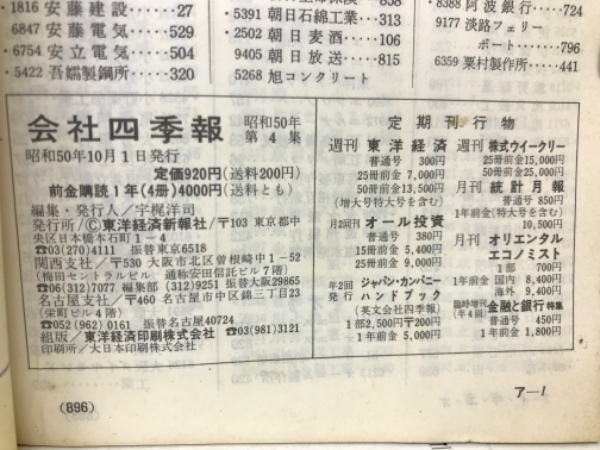 ・1816 安藤建設……27
6847 安藤電気……529
・6754 安立電気……504
・5422 吾嬬製鋼所……320
・5391 朝日石綿工業…313
・2502 朝日麦酒……106
9405 朝日放送……815
5268 旭コンクリート
・8388 阿波銀行……724
9177 淡路フェリー
ボート……796
6359 粟村製作所……441
会社四季報 昭和50年
第4集
昭和50年10月1日発行
定価920円(送料200円)
前金購読1年(4册)4000円(送料とも)
編集・発行人/宇梶洋司
発行所/©東洋経済新報社/〒103 東京都中
央区日本橋本石町1−4
☎03(270)4111 振替東京6518
関西支社/〒530 大阪市北区曽根崎中1−2
(梅田セントラルビル、通称安田信託ビル7階)
☎06(312)7077 編集部(312)9251 振替大阪29865
名古屋支社/〒460 名古屋市中区錦三丁目23
(栄町ビル4階)
☎052(962)0161 振替名古屋40724
組版/東洋経済印刷株式会社 ☎03(981)3121
印刷所/大日本印刷株式会社
定期刊行物
週刊 東洋経済
普通号 300円
25冊前金 7,000円
50冊前金13,500円
(増大号特大号を含む)
月2回刊 オール投資
普通号 380円
15冊前金 5,400円
25冊前金 9,000円
年2回
発行
ジャパン・カンパニー
ハンドブック
(英文会社四季報)
1部2,500円〒200円
1年前金 5,000円
週刊 株式ウイークリー
25冊前金15,000円
50冊前金25,000円
月刊 統計月報
普通号 850円
1年前金(特大号を含む)
10,500円
月刊 オリエンタル
エコノミスト
1部 700円
1年前金 国内 8,400円
海外 9,400円
臨時増刊
(年4回)
金融と銀行特集
普通号 450円
1年前金 1,800円
(896)
ア—1